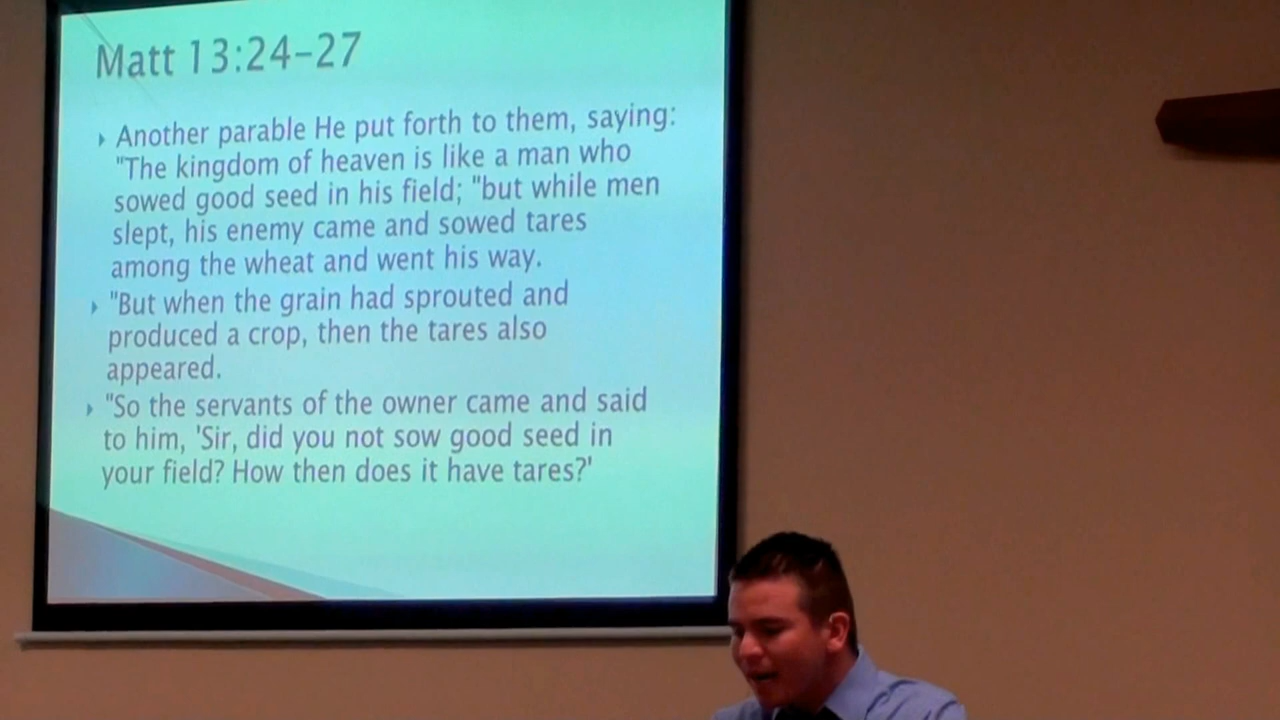 Matt 13:24-27
Another parable He put forth to them, saying:
"The kingdom of heaven is like a man who
sowed good seed in his field; "but while men
slept, his enemy came and sowed tares
among the wheat and went his way.
"But when the grain had sprouted and
produced a crop, then the tares also
appeared.
"So the servants of the owner came and said
to him, 'Sir, did you not sow good seed in
your field? How then does it have tares?'